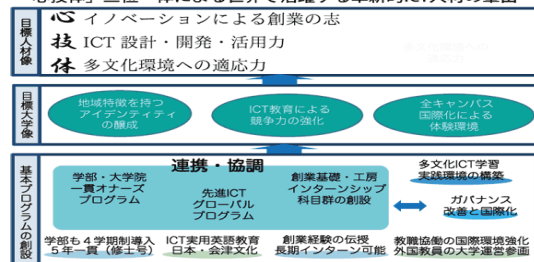 心 イノベーションによる創業の志
技 ICT 設計・開発・活用力
体 多文化環境への適応力
目標人材像
目標大学像
地域特徴を持つ
アイデンティティ
の醸成
ICT教育による
競争力の強化
全キャンパス
国際化による
体験環境
基本プログラムの創設
連携・協調
学部・大学院
一貫オナーズ
プログラム
先進ICT
グローバル
プログラム
創業基礎・工房
インターンシップ
科目群の創設
多文化ICT学習
実践環境の構築
ガバナンス
改善と国際化
学部も4学期制導入
5年一貫(修士号)
ICT実用英語教育
日本・会津文化
創業経験の伝授
長期インターン可能
教職協働の国際環境強化
外国教員の大学運営参画